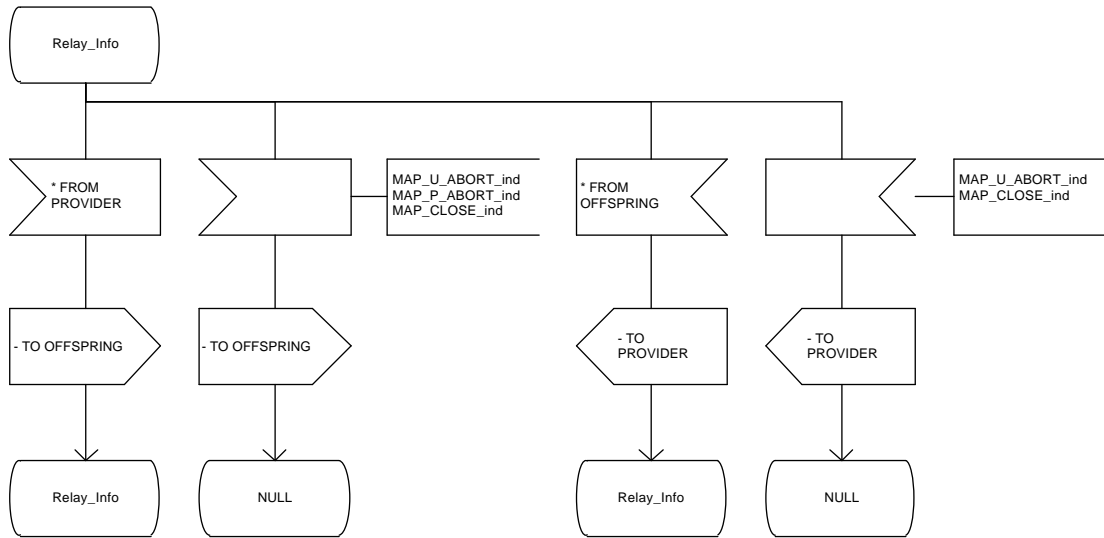 Relay_Info
* FROM
PROVIDER
MAP_U_ABORT_ind
MAP_P_ABORT_ind
MAP_CLOSE_ind
* FROM
OFFSPRING
MAP_U_ABORT_ind
MAP_CLOSE_ind
- TO OFFSPRING
- TO OFFSPRING
- TO
PROVIDER
- TO
PROVIDER
Relay_Info
NULL
Relay_Info
NULL